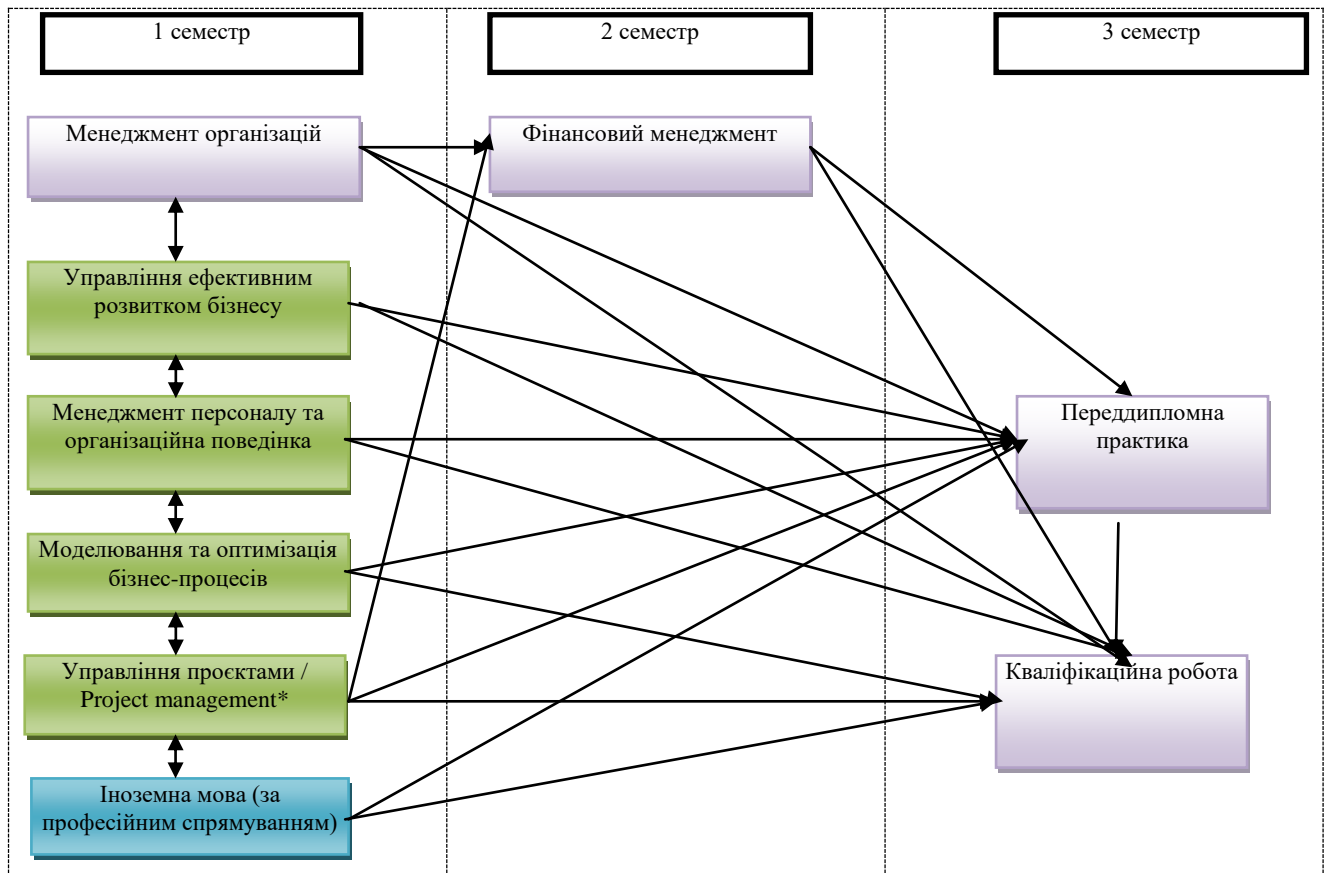 1 семестр
2 семестр
3 семестр
Менеджмент організацій
Фінансовий менеджмент
Управління ефективним
розвитком бізнесу
Менеджмент персоналу та
організаційна поведінка
Переддипломна
практика
Моделювання та оптимізація
бізнес-процесів
Управління проєктами /
Project management*
Кваліфікаційна робота
Іноземна мова (за
професійним спрямуванням)